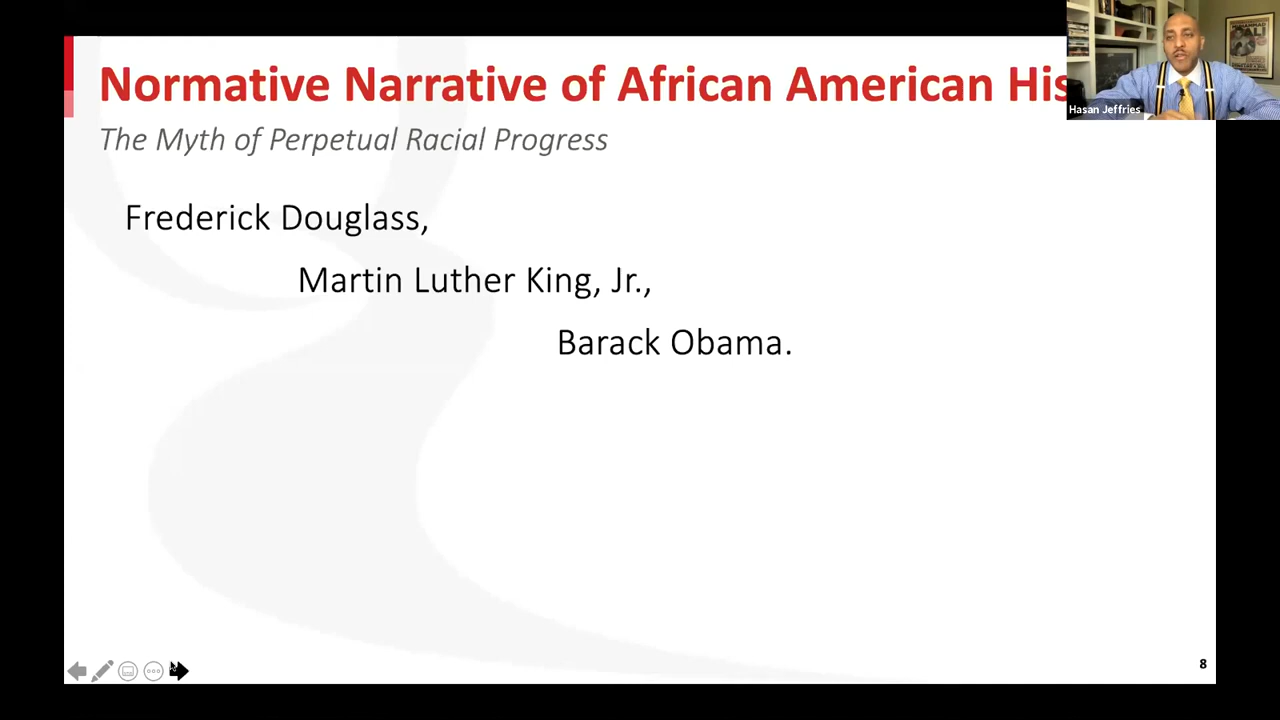 Normative Narrative of African American His
The Myth of Perpetual Racial Progress
Frederick Douglass,
Martin Luther King, Jr.,
Barack Obama.
8
Hasan Jeffries
ALI